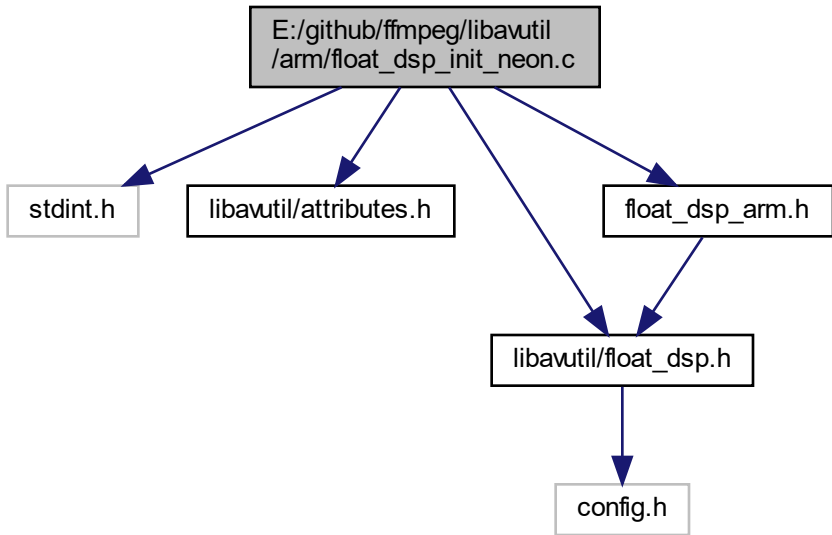 E:/github/ffmpeg/libavutil
/arm/float_dsp_init_neon.c
stdint.h
libavutil/attributes.h
float_dsp_arm.h
libavutil/float_dsp.h
config.h